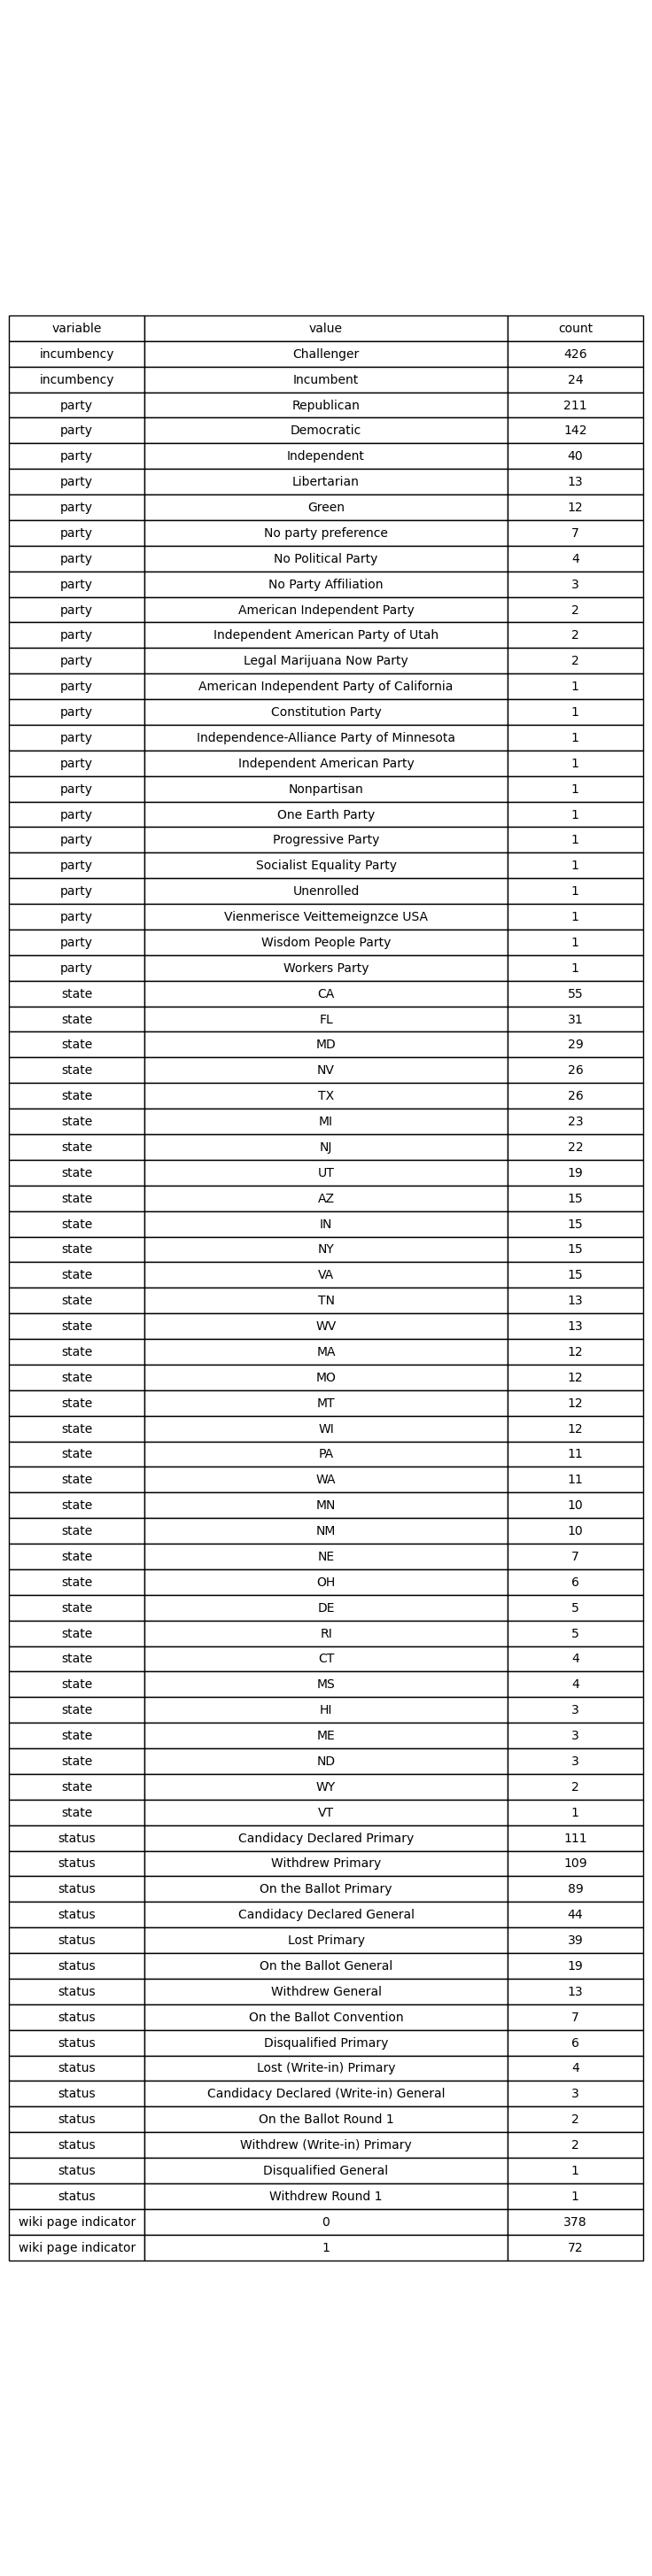 variable value count
incumbency Challenger 426
incumbency Incumbent 24
party Republican 211
party Democratic 142
party Independent 40
party Libertarian 13
party Green 12
party No party preference 7
party No Political Party 4
party No Party Affiliation 3
party American Independent Party 2
party Independent American Party of Utah 2
party Legal Marijuana Now Party 2
party American Independent Party of California 1
party Constitution Party 1
party Independence-Alliance Party of Minnesota 1
party Independent American Party 1
party Nonpartisan 1
party One Earth Party 1
party Progressive Party 1
party Socialist Equality Party 1
party Unenrolled 1
party Vienmerisce Veittemeignzce USA 1
party Wisdom People Party 1
party Workers Party 1
state CA 55
state FL 31
state MD 29
state NV 26
state TX 26
state MI 23
state NJ 22
state UT 19
state AZ 15
state IN 15
state NY 15
state VA 15
state TN 13
state WV 13
state MA 12
state MO 12
state MT 12
state WI 12
state PA 11
state WA 11
state MN 10
state NM 10
state NE 7
state OH 6
state DE 5
state RI 5
state CT 4
state MS 4
state HI 3
state ME 3
state ND 3
state WY 2
state VT 1
status Candidacy Declared Primary 111
status Withdrew Primary 109
status On the Ballot Primary 89
status Candidacy Declared General 44
status Lost Primary 39
status On the Ballot General 19
status Withdrew General 13
status On the Ballot Convention 7
status Disqualified Primary 6
status Lost (Write-in) Primary 4
status Candidacy Declared (Write-in) General 3
status On the Ballot Round 1 2
status Withdrew (Write-in) Primary 2
status Disqualified General 1
status Withdrew Round 1 1
wiki page indicator 0 378
wiki page indicator 1 72